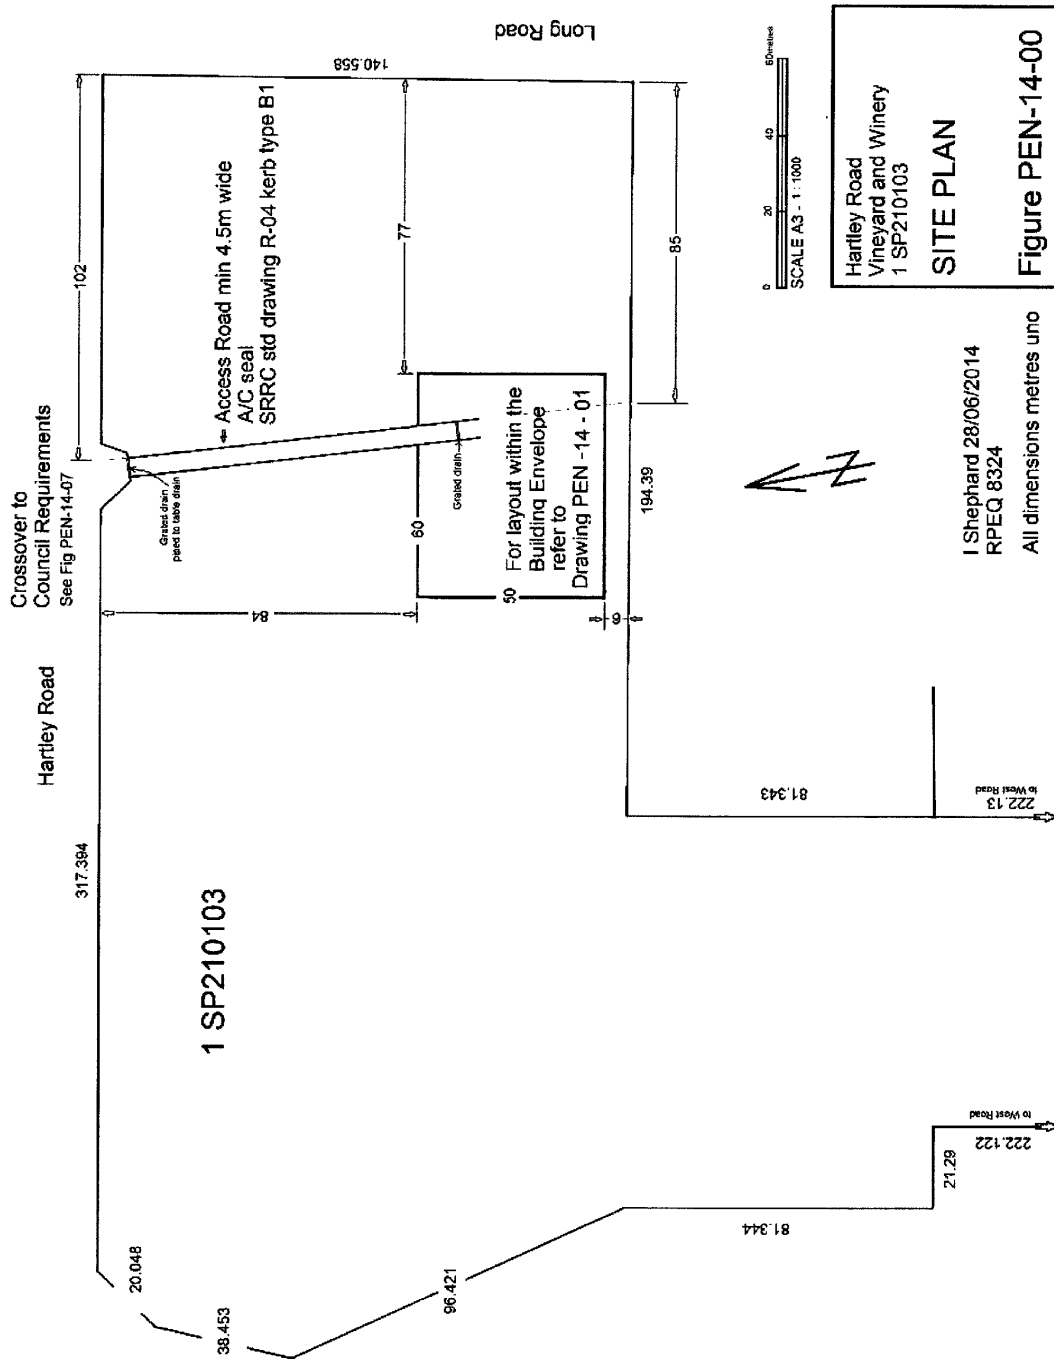 Long Road
140.558
102
Access Road min 4.5m wide
A/C seal
SRRC std drawing R-04 kerb type B1
77
85
Crossover to
Council Requirements
See Fig PEN-14-07
Grated drain
piped to table drain
Grated drain
60
50
For layout within the
Building Envelope
refer to
Drawing PEN -14 - 01
84
6
194.39
Hartley Road
317.394
1 SP210103
81.343
222.13
to West Road
222.122
to West Road
21.29
81.344
96.421
38.453
20.048
0 20 40 60 metres
SCALE A3 - 1 : 1000
I Shephard 28/06/2014
RPEQ 8324
All dimensions metres uno
Hartley Road
Vineyard and Winery
1 SP210103
SITE PLAN
Figure PEN-14-00